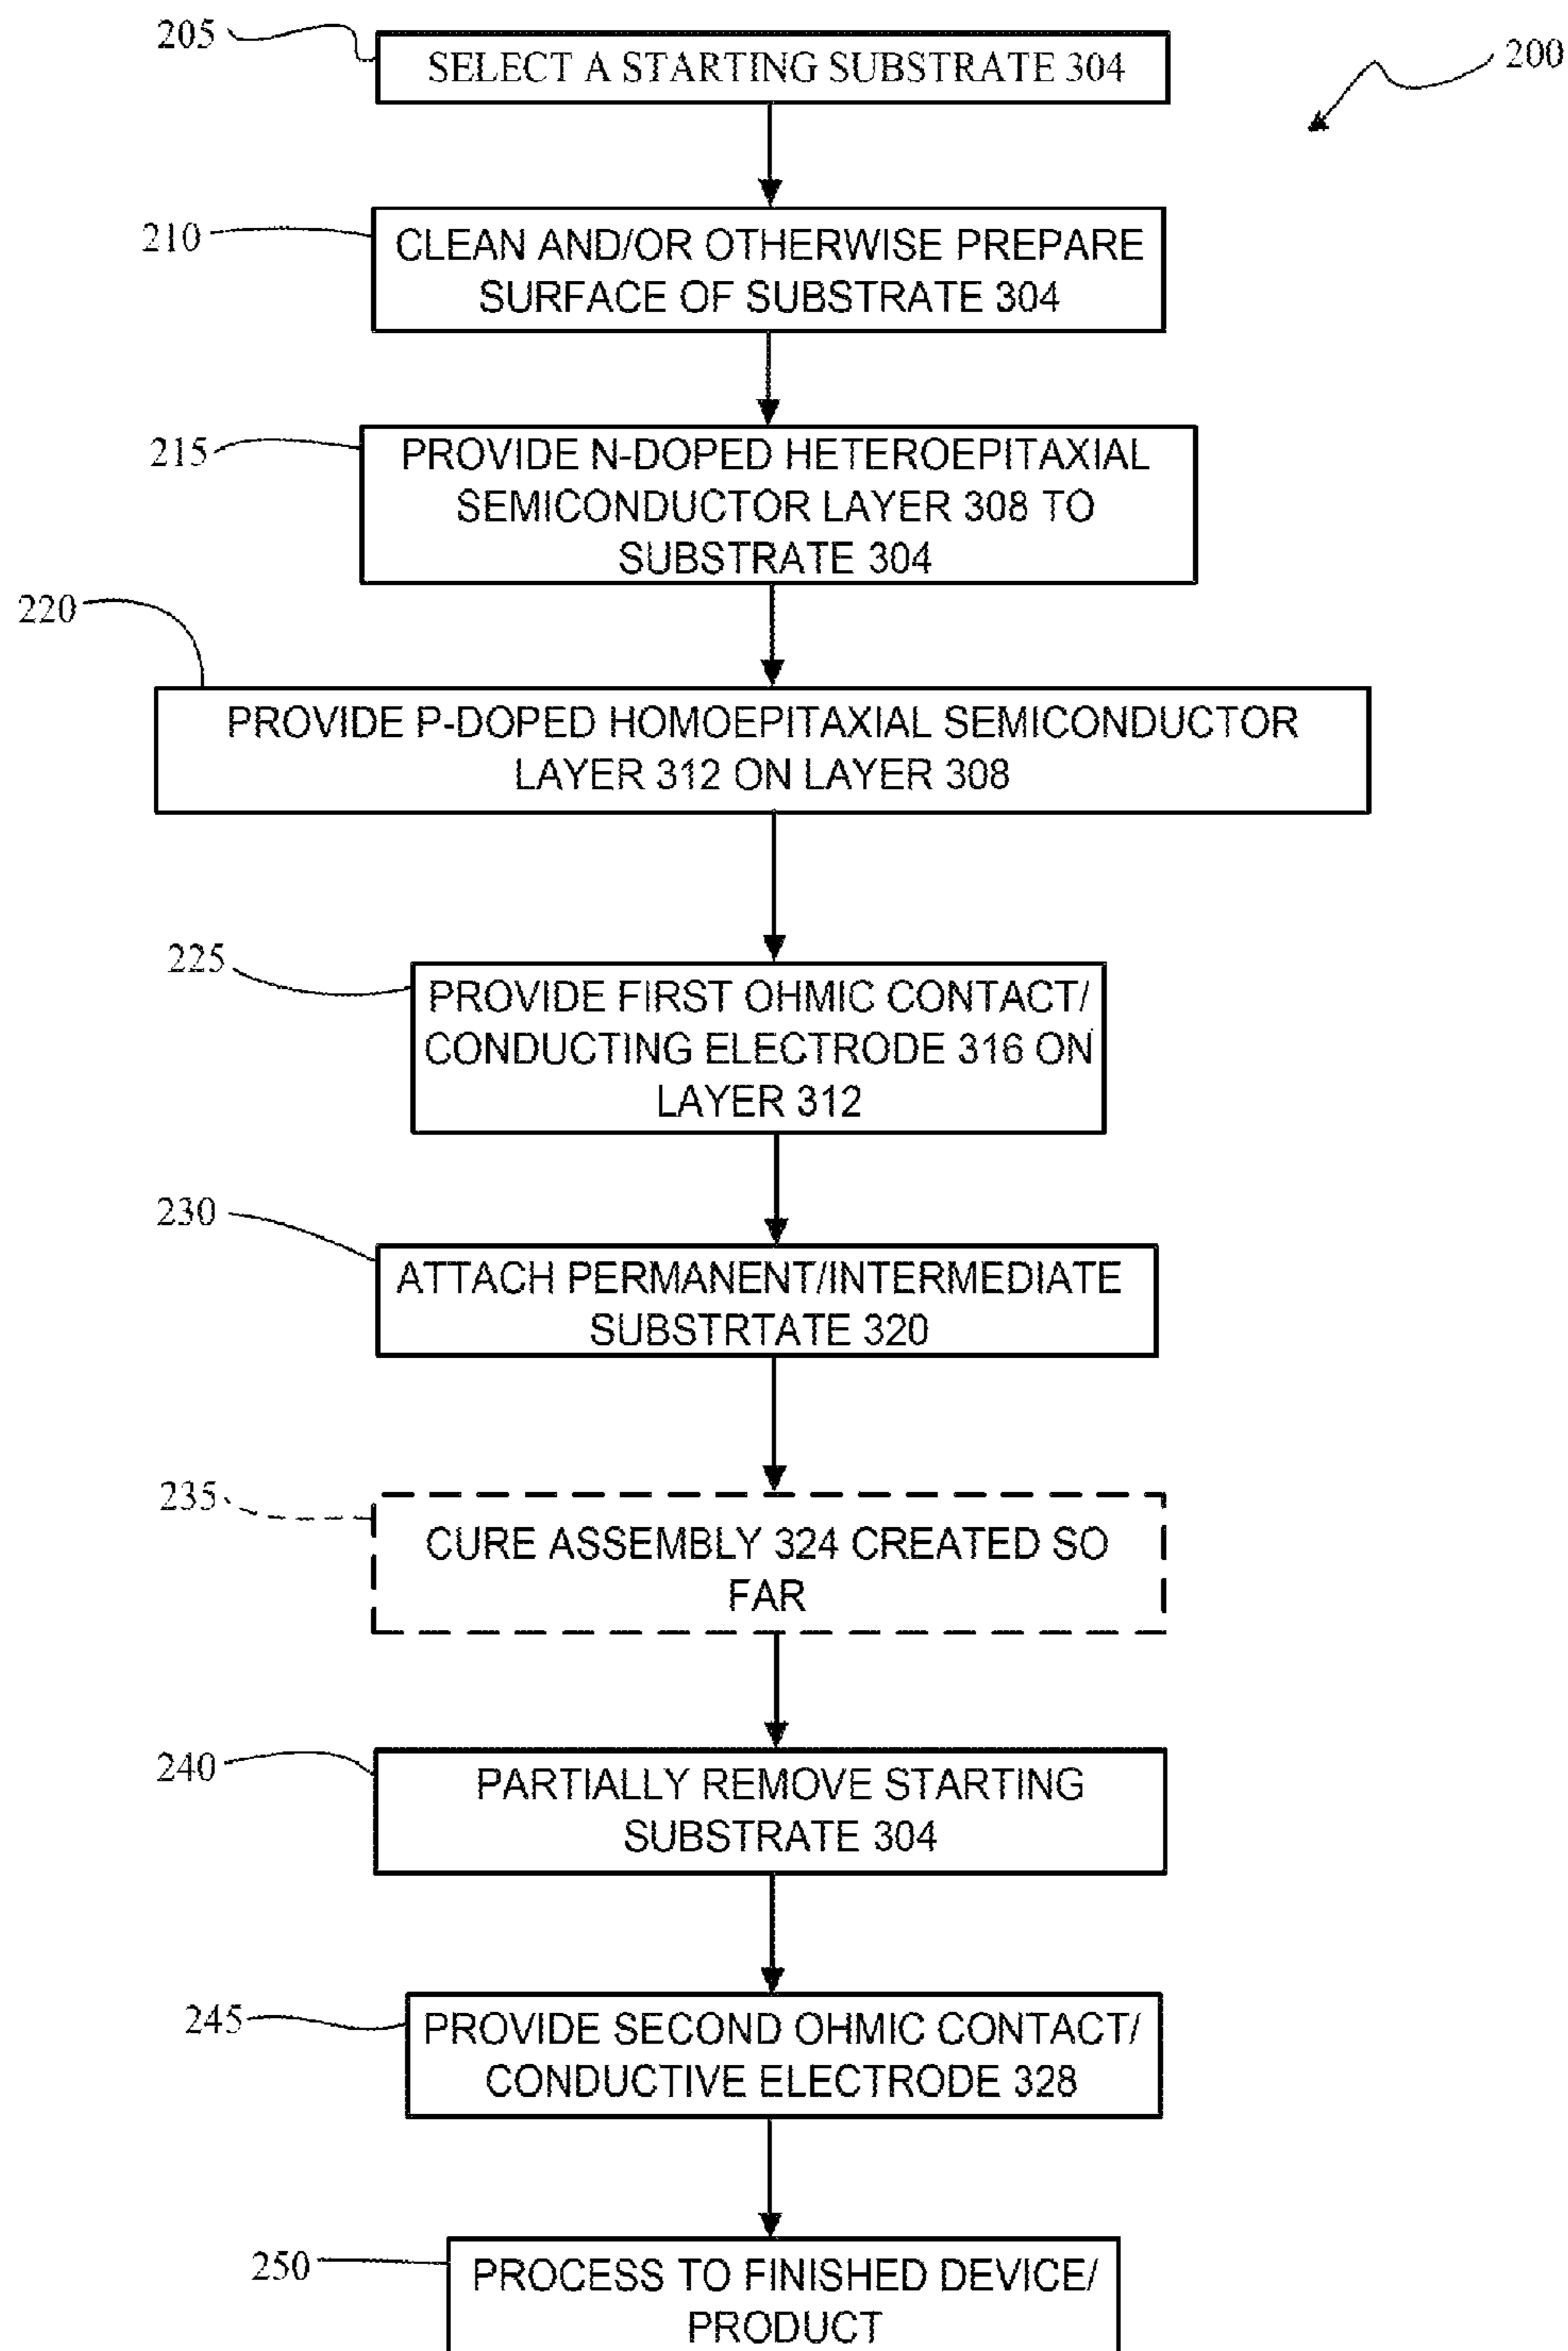 205
SELECT A STARTING SUBSTRATE 304
200
210
CLEAN AND/OR OTHERWISE PREPARE
SURFACE OF SUBSTRATE 304
215
PROVIDE N-DOPED HETEROEPITAXIAL
SEMICONDUCTOR LAYER 308 TO
SUBSTRATE 304
220
PROVIDE P-DOPED HOMOEPITAXIAL SEMICONDUCTOR
LAYER 312 ON LAYER 308
225
PROVIDE FIRST OHMIC CONTACT/
CONDUCTING ELECTRODE 316 ON
LAYER 312
230
ATTACH PERMANENT/INTERMEDIATE
SUBSTRTATE 320
235
CURE ASSEMBLY 324 CREATED SO
FAR
240
PARTIALLY REMOVE STARTING
SUBSTRATE 304
245
PROVIDE SECOND OHMIC CONTACT/
CONDUCTIVE ELECTRODE 328
250
PROCESS TO FINISHED DEVICE/
PRODUCT